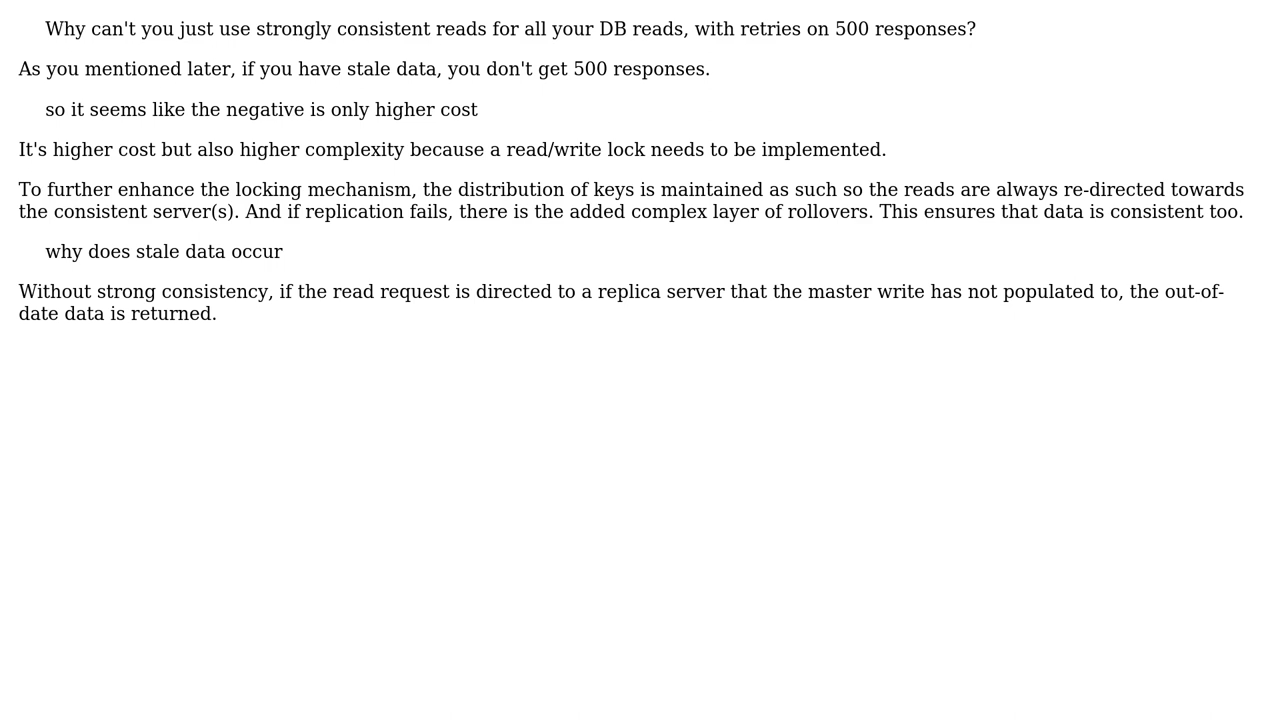 Why can't you just use strongly consistent reads for all your DB reads, with retries on 500 responses?
As you mentioned later, if you have stale data, you don't get 500 responses.
so it seems like the negative is only higher cost
It's higher cost but also higher complexity because a read/write lock needs to be implemented.
To further enhance the locking mechanism, the distribution of keys is maintained as such so the reads are always re-directed towards
the consistent server(s). And if replication fails, there is the added complex layer of rollovers. This ensures that data is consistent too.
why does stale data occur
Without strong consistency, if the read request is directed to a replica server that the master write has not populated to, the out-of-
date data is returned.